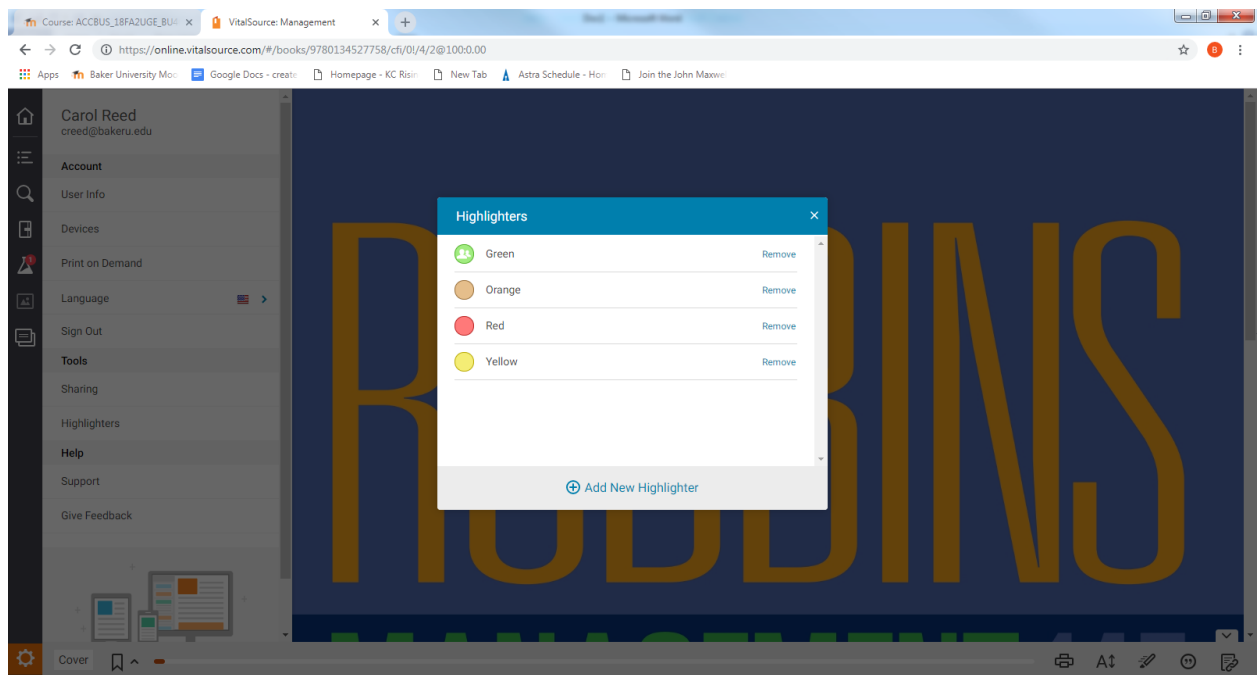 Doc2 - Microsoft Word
Course: ACCBUS_18FA2UGE_BU4
VitalSource: Management
https://online.vitalsource.com/#/books/9780134527758/cfi/0!/4/2@100:0.00
B
Apps
Baker University Moo
Google Docs - create
Homepage - KC Risin
New Tab
Astra Schedule - Hom
Join the John Maxwe
Carol Reed
creed@bakeru.edu
Account
User Info
Devices
Print on Demand
1
Language
Sign Out
Tools
Sharing
Highlighters
Help
Support
Give Feedback
Highlighters
Green Remove
Orange Remove
Red Remove
Yellow Remove
Add New Highlighter
ROBBINS
MANAGEMENT
Cover
A